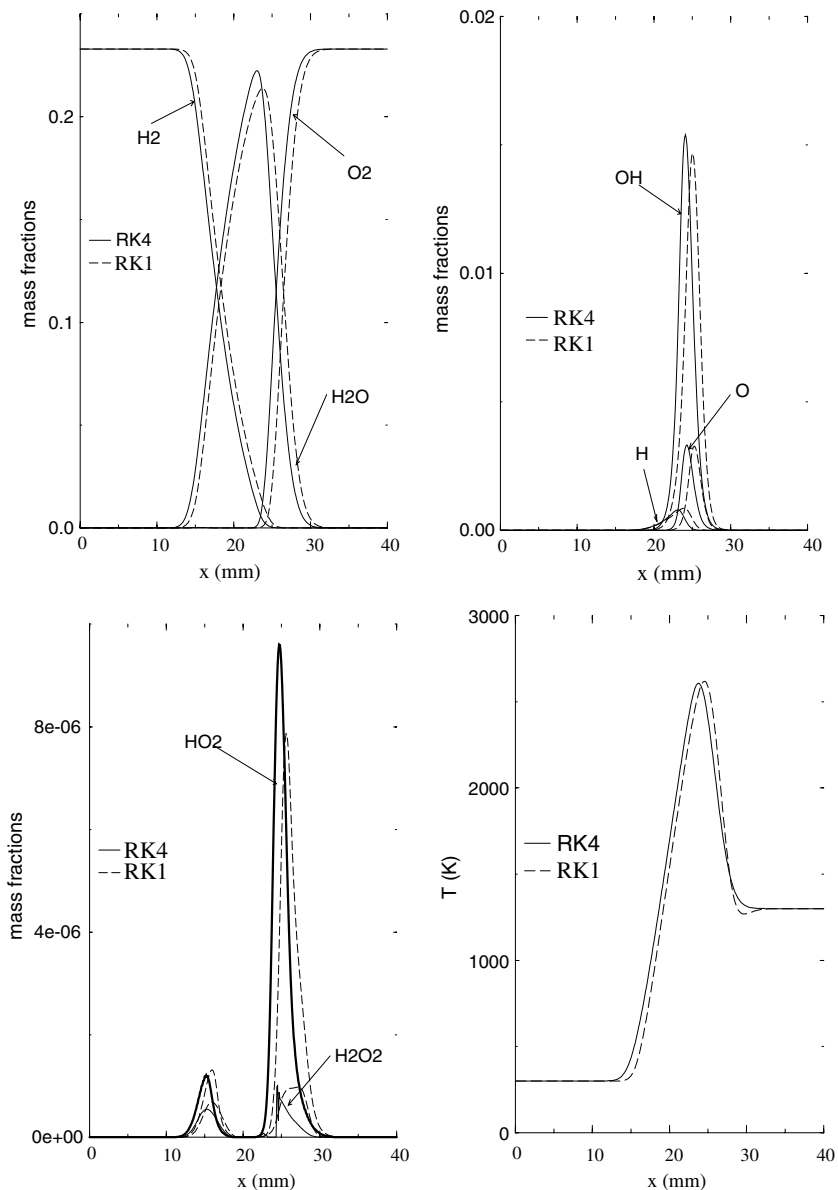 0.2
0.1
0.0
mass fractions
H2
O2
RK4
RK1
H2O
0 10 20 30 40
x (mm)
0.02
0.01
0.00
mass fractions
OH
RK4
RK1
O
H
0 10 20 30 40
x (mm)
8e-06
4e-06
0e+00
mass fractions
HO2
RK4
RK1
H2O2
0 10 20 30 40
x (mm)
3000
2000
1000
0
T (K)
RK4
RK1
0 10 20 30 40
x (mm)